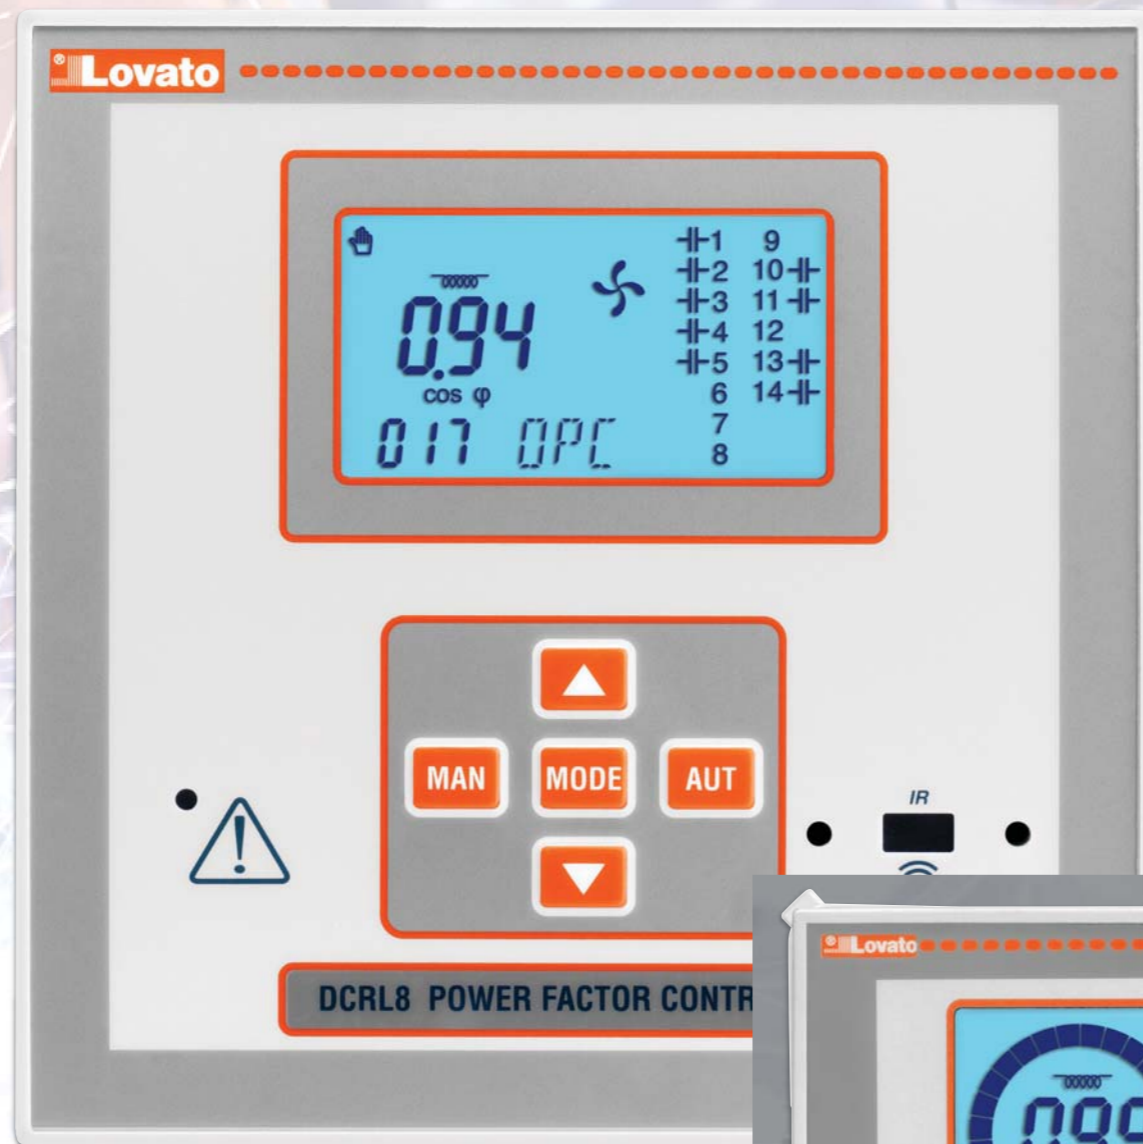 ® Lovato
0.94
cos φ
017 OPC
1 9
2 10
3 11
4 12
5 13
6 14
7
8
MAN MODE AUT
IR
DCRL8 POWER FACTOR CONTR
® Lovato